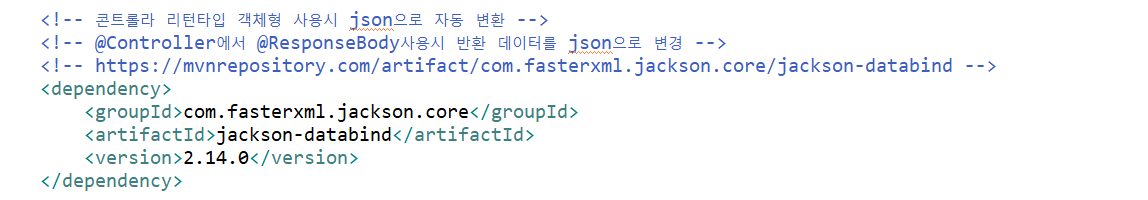 <!-- 콘트롤라 리턴타입 객체형 사용시 json으로 자동 변환 -->
<!-- @Controller에서 @ResponseBody사용시 반환 데이터를 json으로 변경 -->
<!-- https://mvnrepository.com/artifact/com.fasterxml.jackson.core/jackson-databind -->
<dependency>
    <groupId>com.fasterxml.jackson.core</groupId>
    <artifactId>jackson-databind</artifactId>
    <version>2.14.0</version>
</dependency>